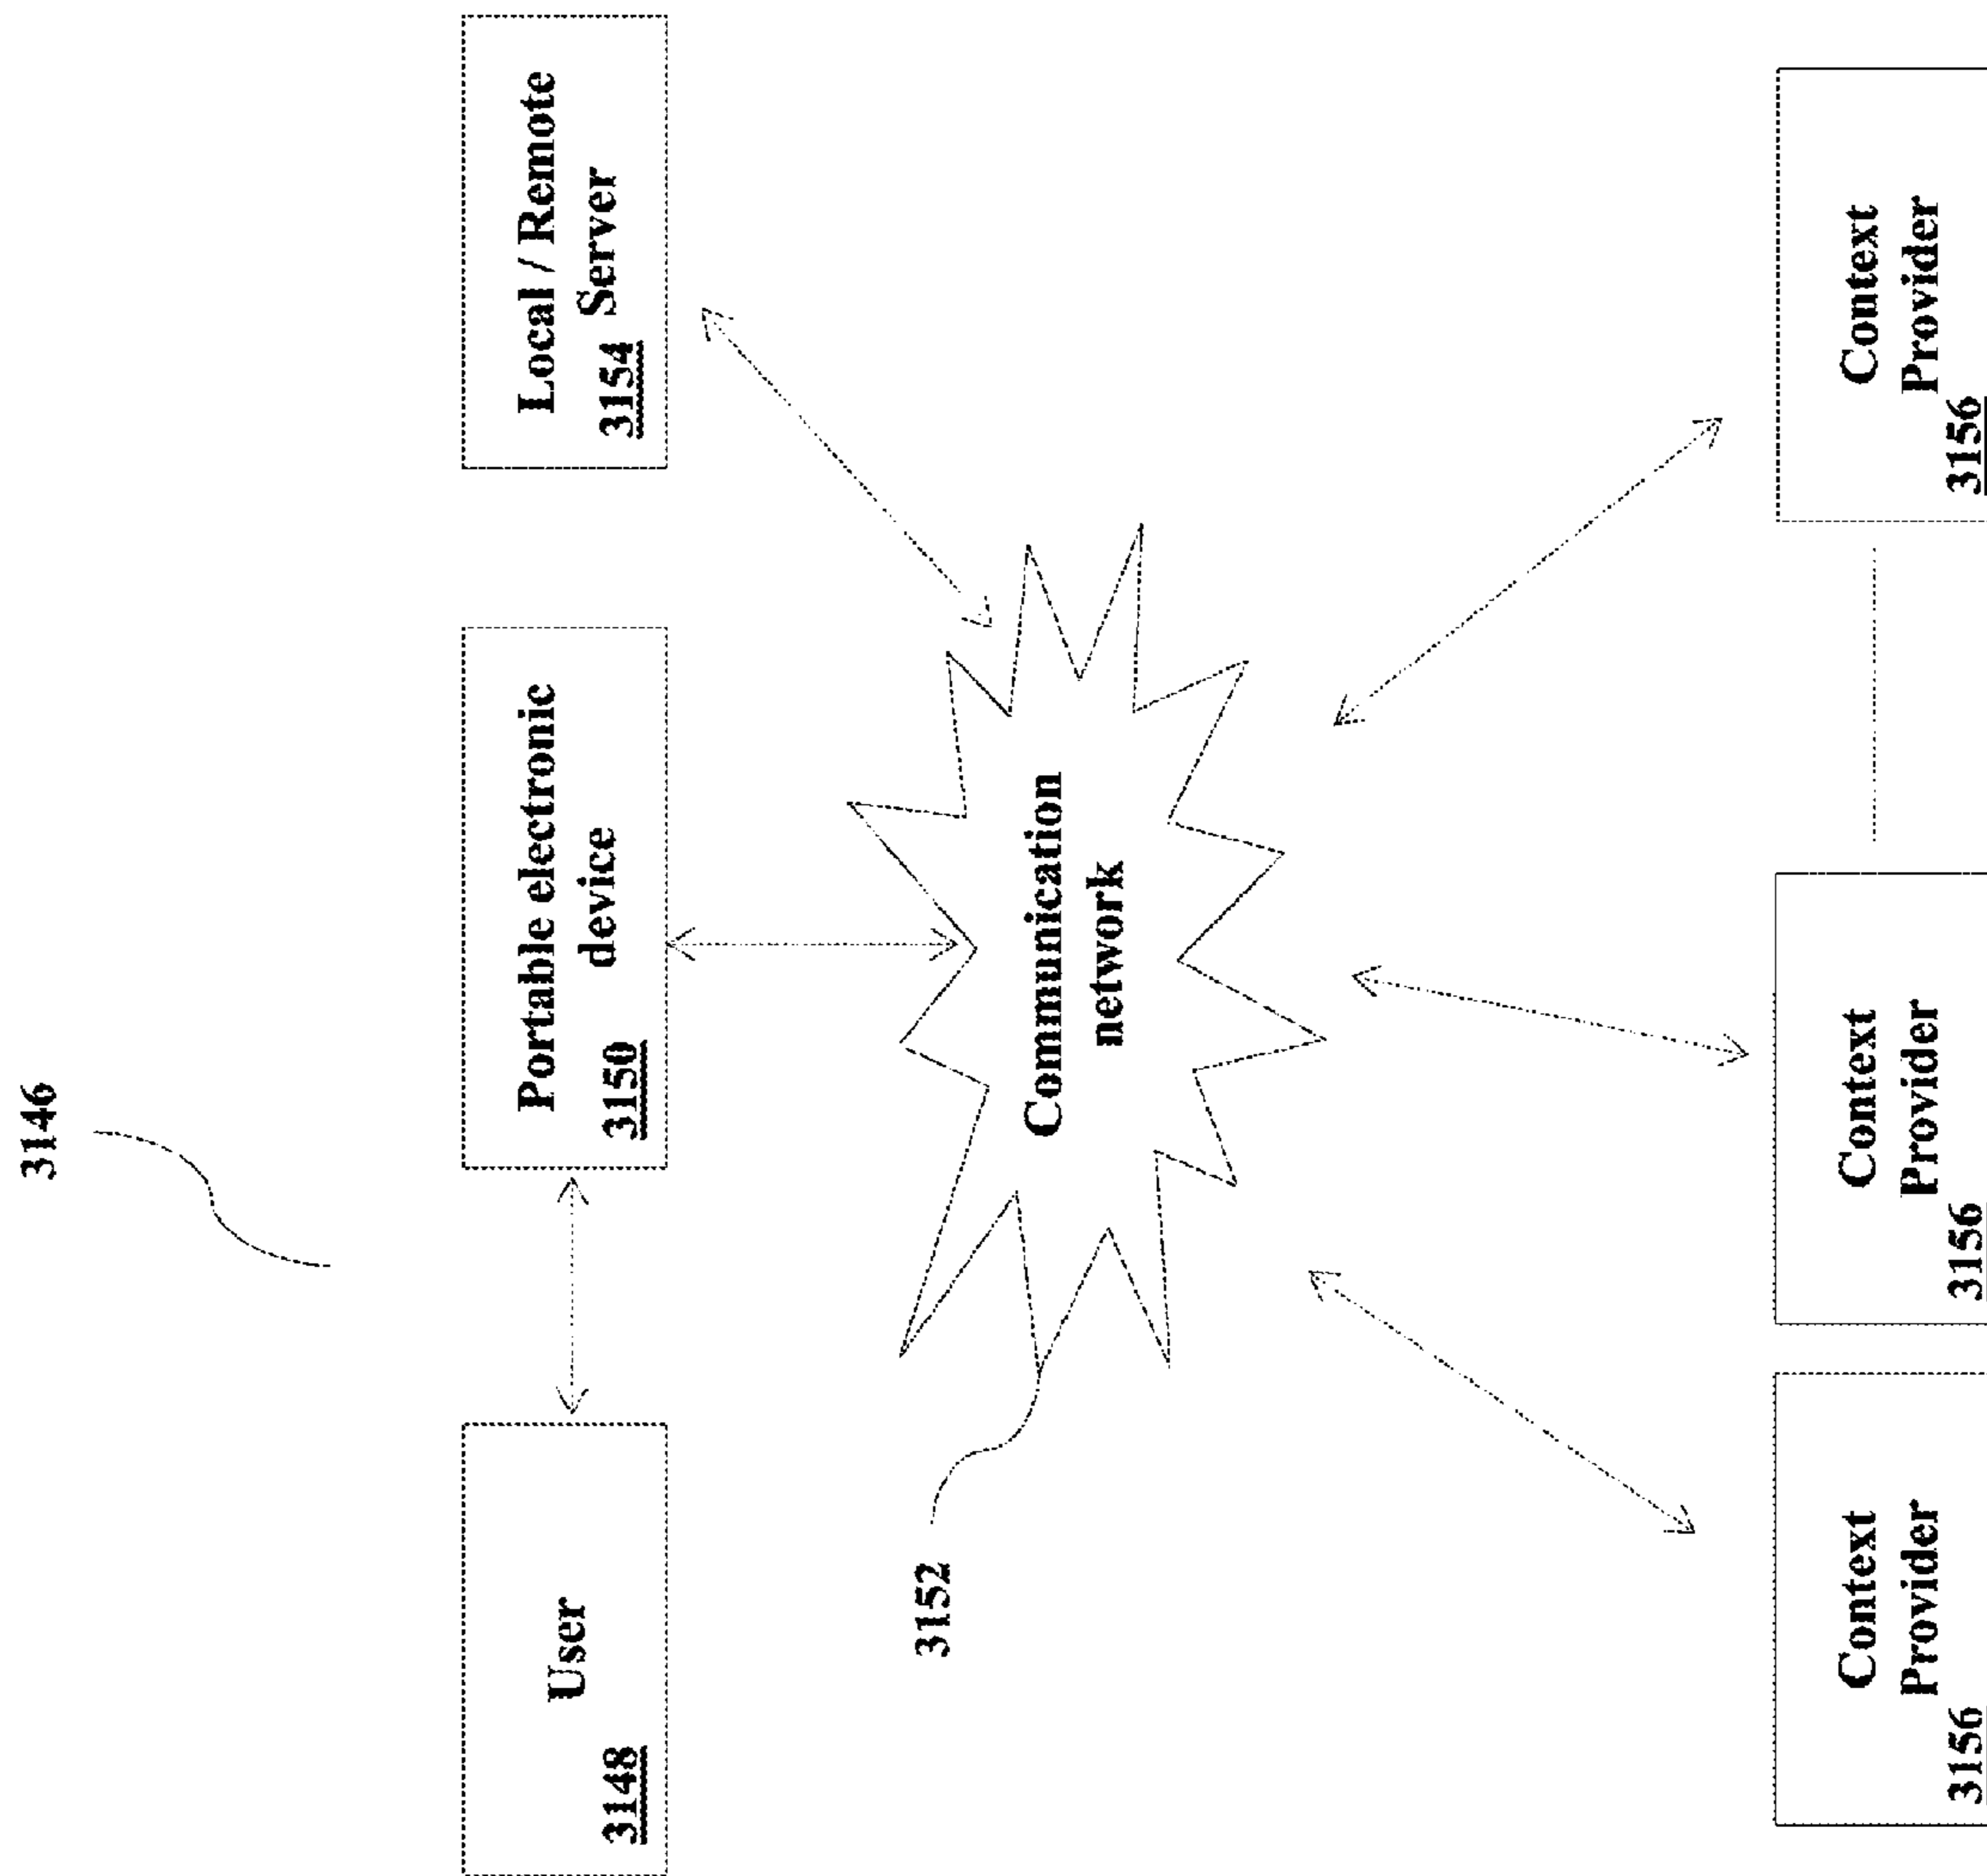 3146
User
3148
Portable electronic
device
3150
Local / Remote
Server
3154
Communication
network
3152
Context
Provider
3156
Context
Provider
3156
Context
Provider
3156